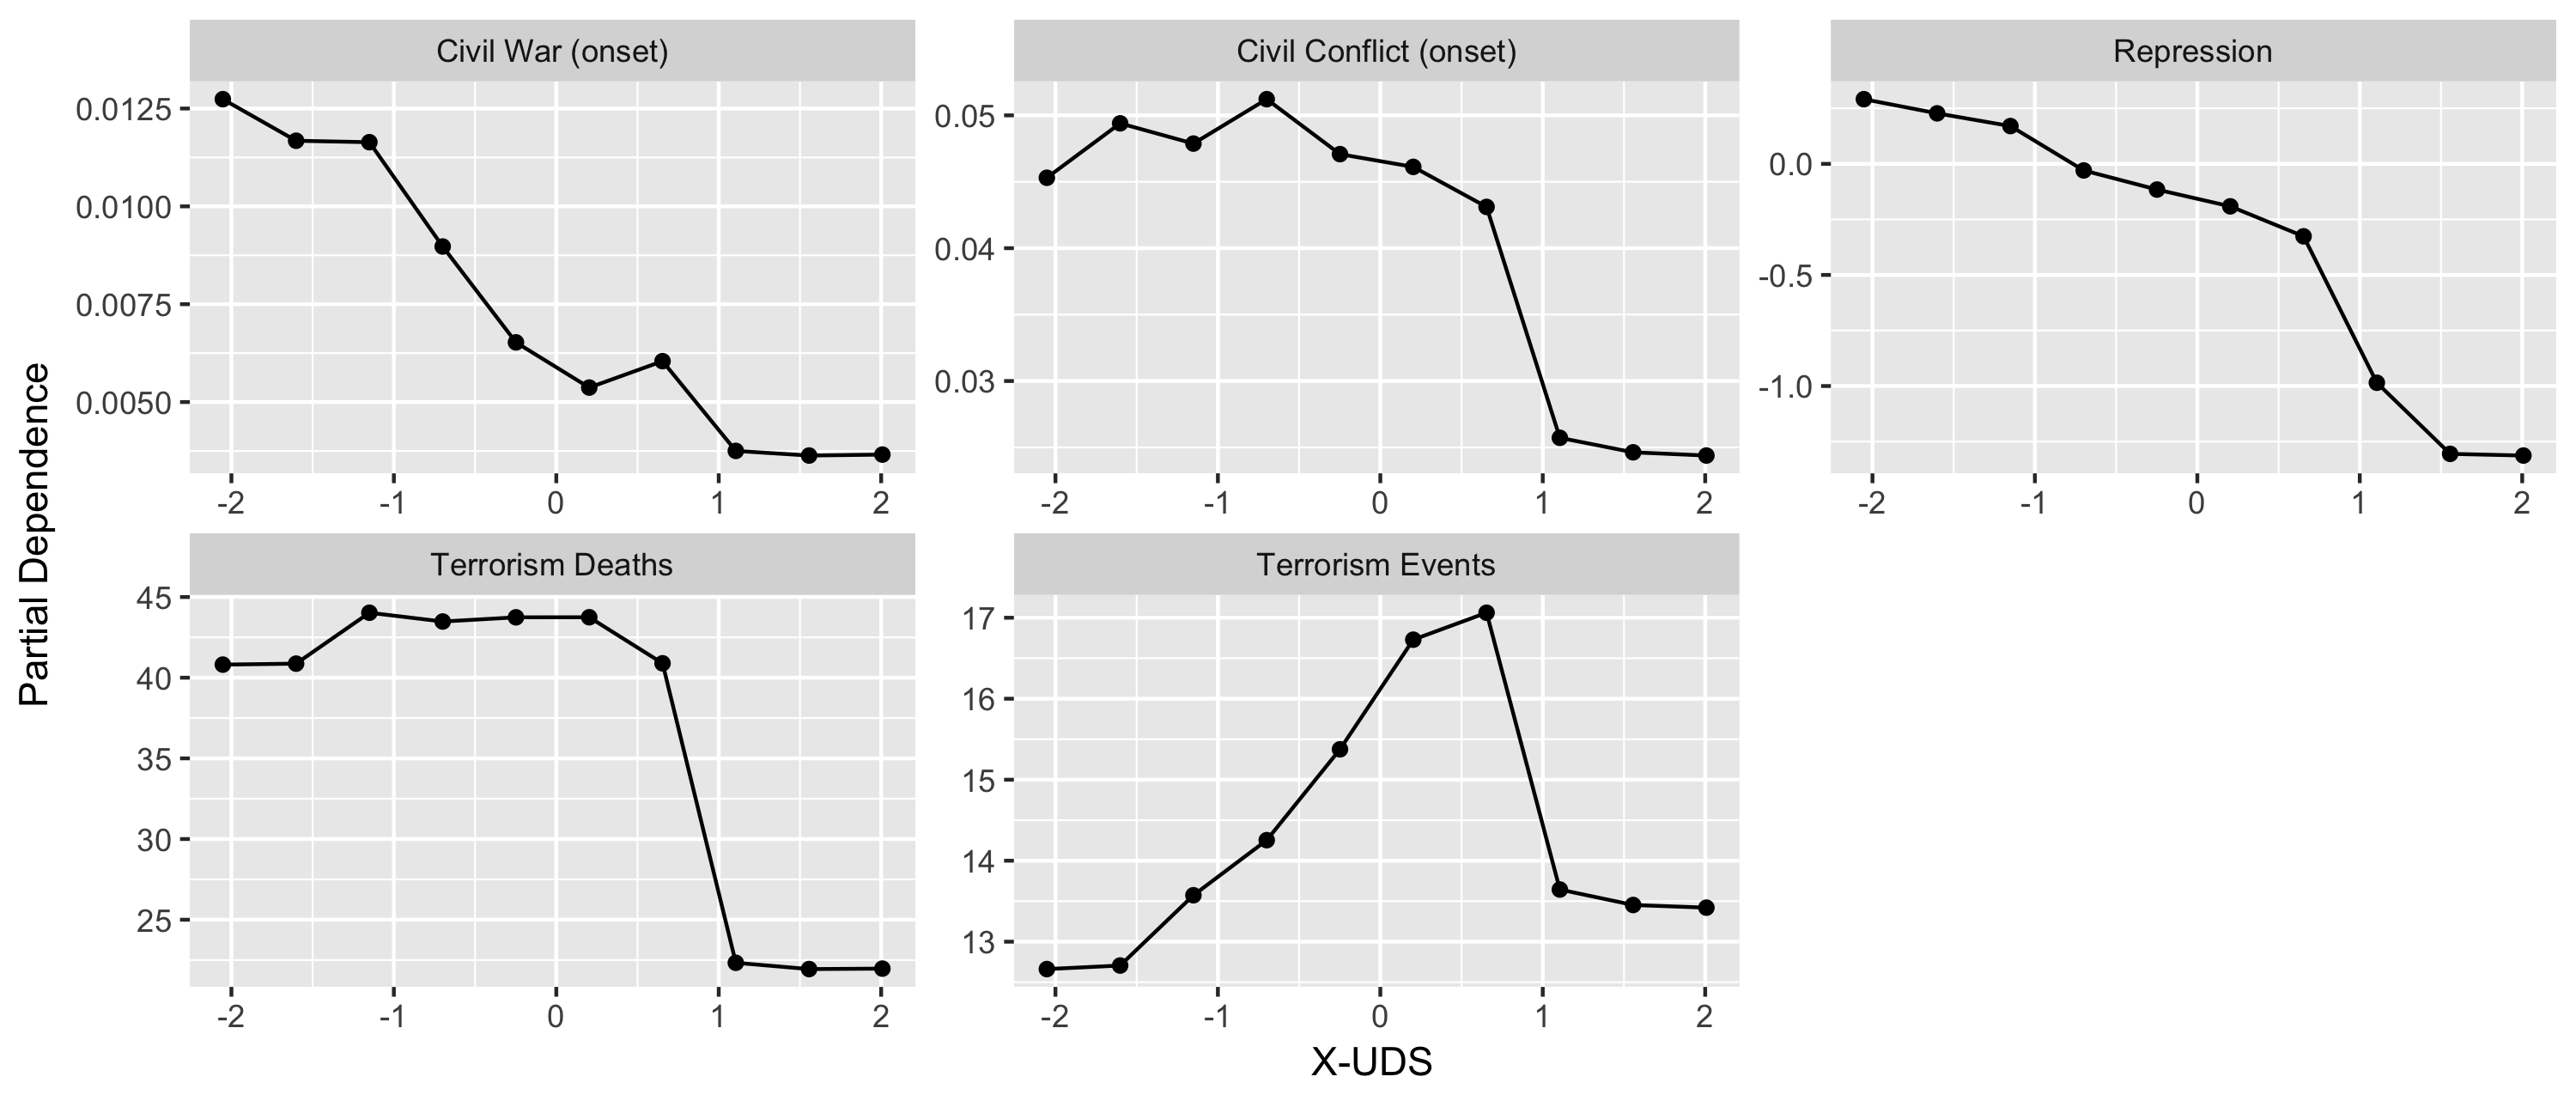 Civil War (onset)
Civil Conflict (onset)
Repression
0.0125
0.0100
0.0075
0.0050
-2 -1 0 1 2
0.05
0.04
0.03
-2 -1 0 1 2
0.0
-0.5
-1.0
-2 -1 0 1 2
Partial Dependence
Terrorism Deaths
Terrorism Events
45
40
35
30
25
-2 -1 0 1 2
17
16
15
14
13
-2 -1 0 1 2
X-UDS